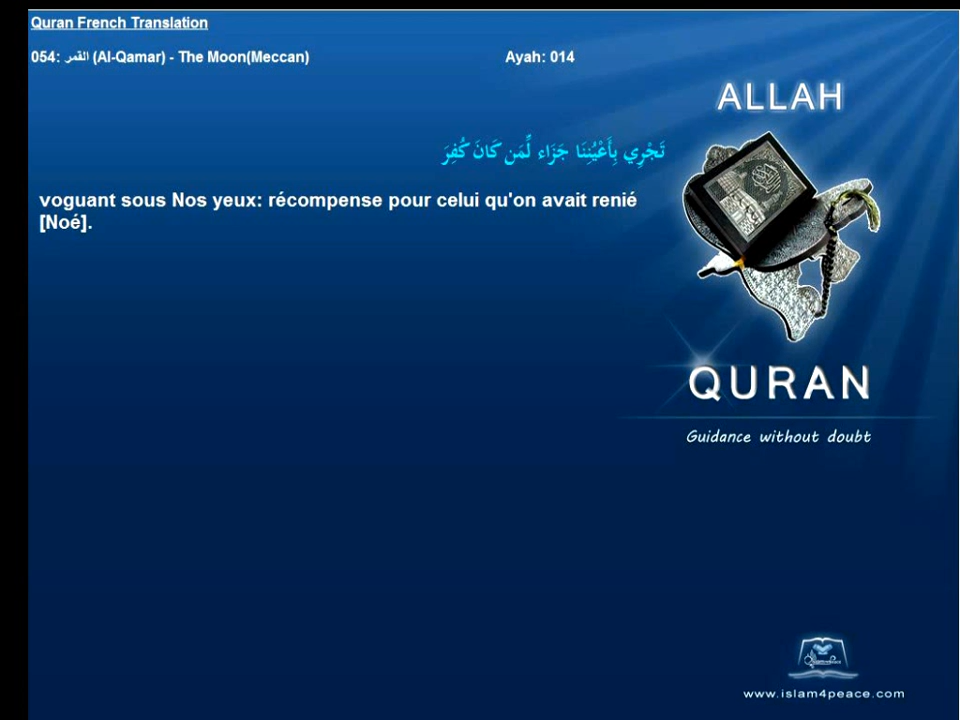 Quran French Translation
054: القمر (Al-Qamar) - The Moon(Meccan) Ayah: 014
ALLAH
تَجْرِي بِأَعْيُنِنَا جَزَاء لِّمَن كَانَ كُفِرَ
voguant sous Nos yeux: récompense pour celui qu'on avait renié
[Noé].
QURAN
Guidance without doubt
www.islam4peace.com